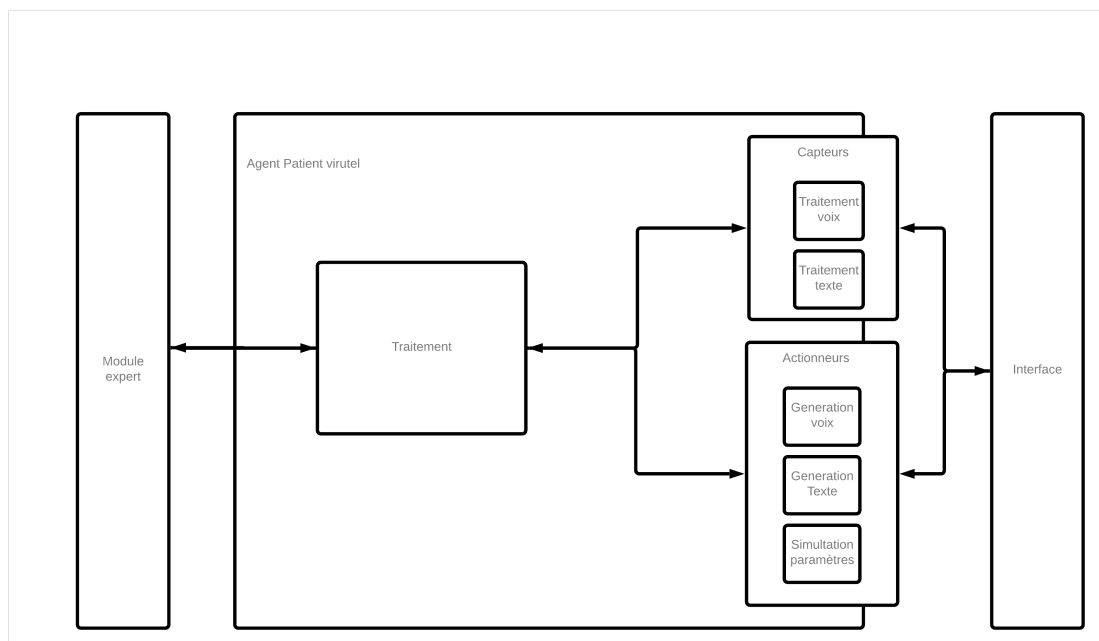 Agent Patient virutel
Module
expert
Traitement
Capteurs
Traitement
voix
Traitement
texte
Actionneurs
Generation
voix
Generation
Texte
Simultation
paramètres
Interface